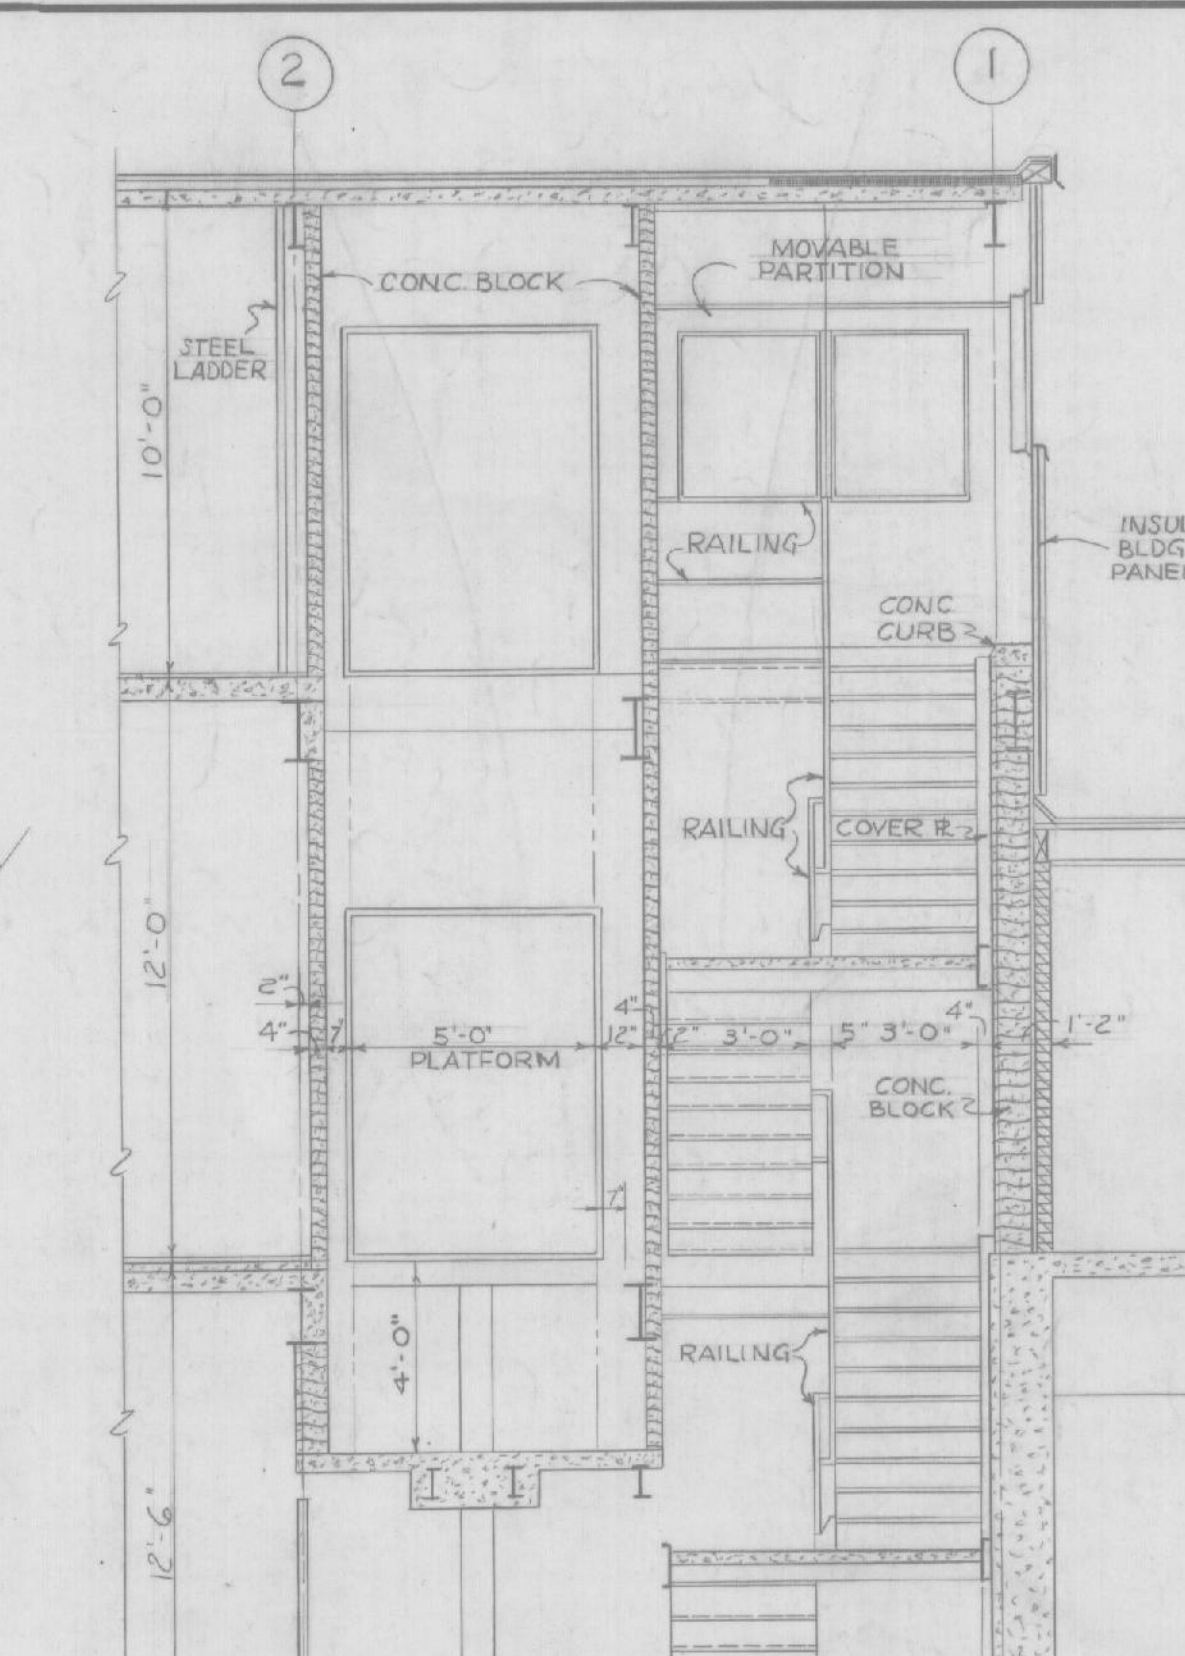 2
1
MOVABLE
PARTITION
CONC. BLOCK
STEEL
LADDER
10'-0"
RAILING
INSUL
BLDG
PANEL
CONC.
CURB
RAILING
COVER PL
12'-0"
2"
4"
7"
5'-0"
PLATFORM
12"
4"
2"
3'-0"
5"
3'-0"
4"
1'-2"
CONC.
BLOCK
7"
4'-0"
RAILING
12'-6"